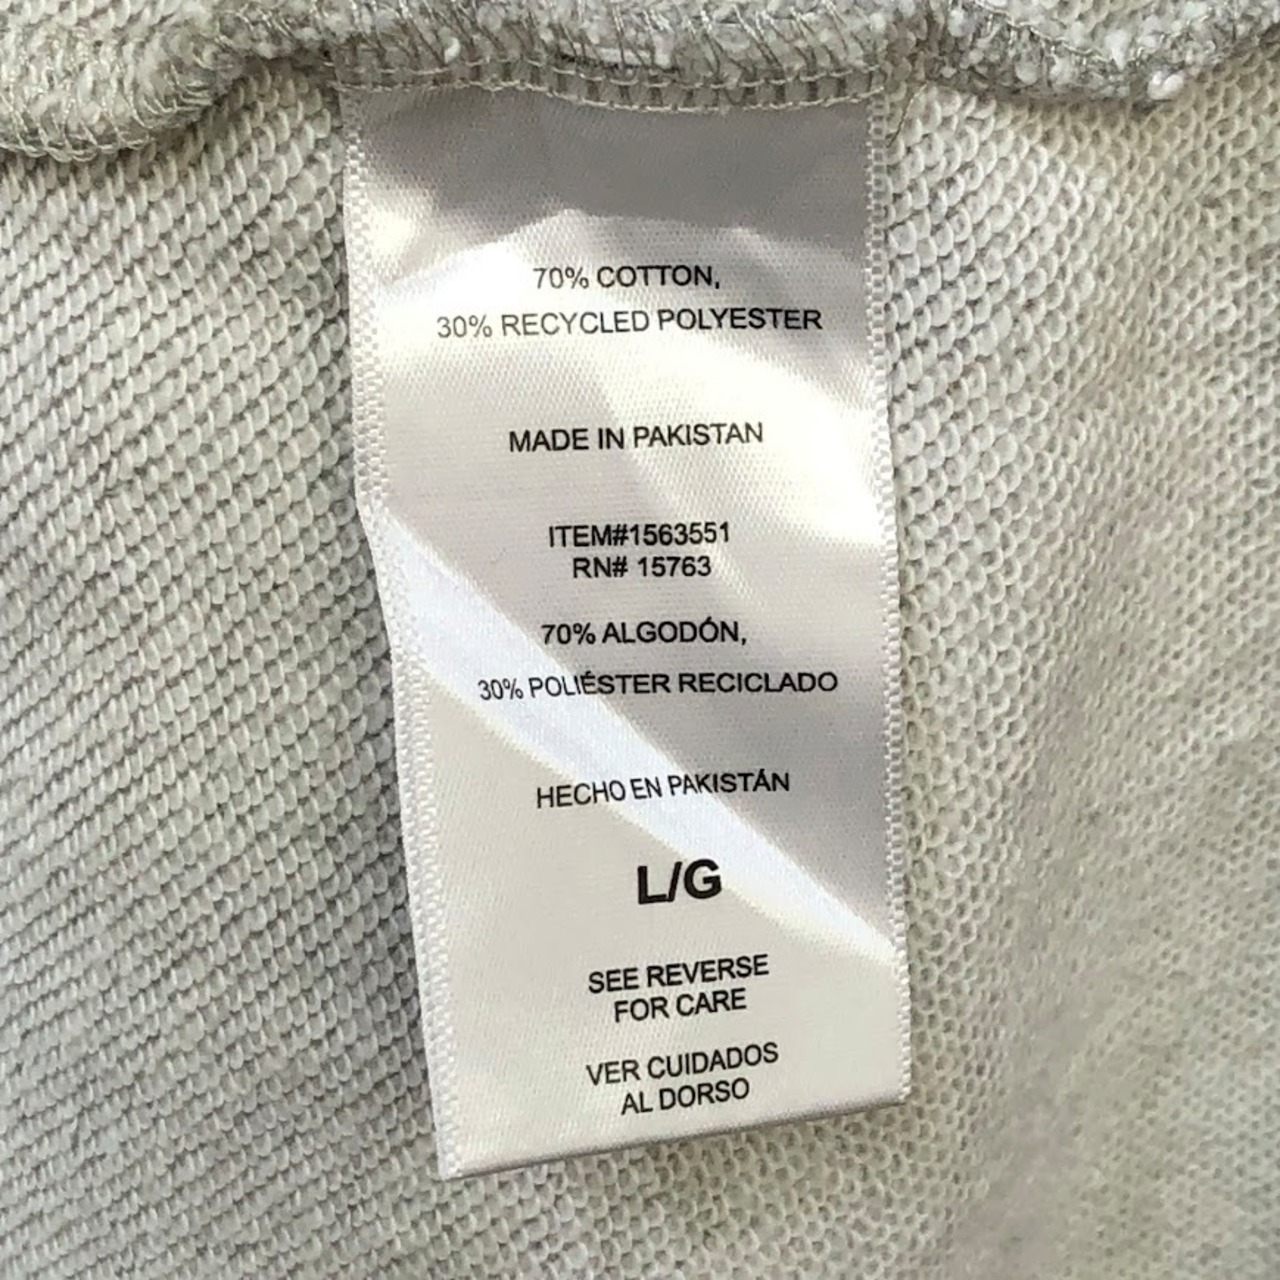 70% COTTON,
30% RECYCLED POLYESTER
MADE IN PAKISTAN
ITEM#1563551
RN# 15763
70% ALGODÓN,
30% POLIÉSTER RECICLADO
HECHO EN PAKISTÁN
L/G
SEE REVERSE
FOR CARE
VER CUIDADOS
AL DORSO